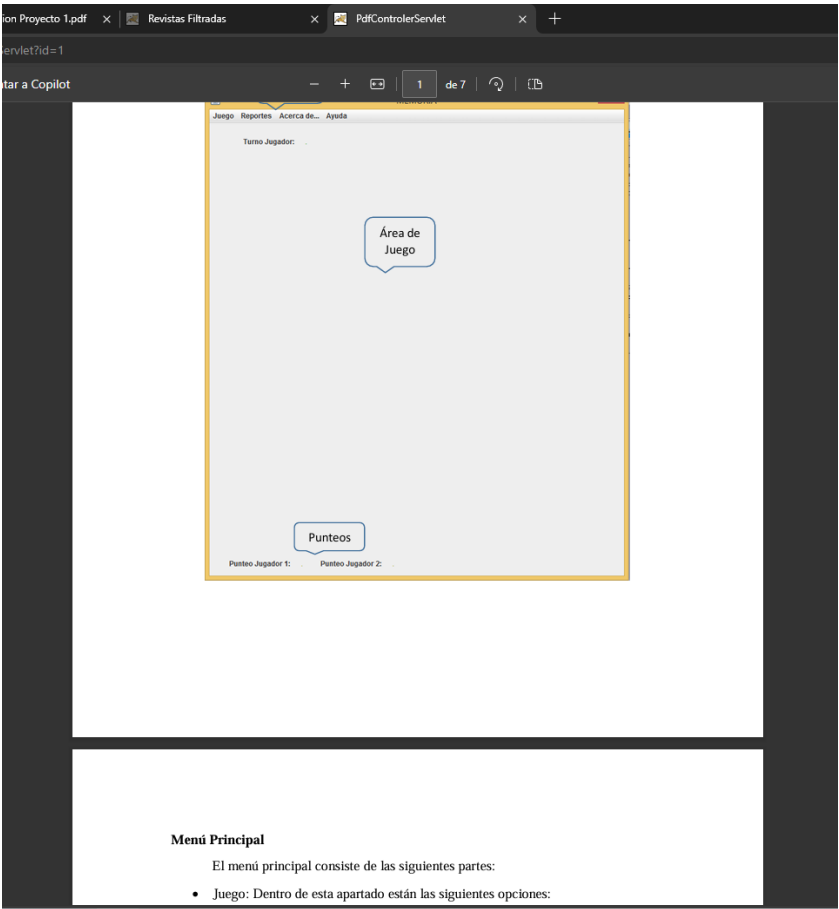 ion Proyecto 1.pdf
Revistas Filtradas
PdfControlerServlet
Servlet?id=1
tar a Copilot
1 de 7
Juego Reportes Acerca de... Ayuda
Turno Jugador:
Área de
Juego
Punteos
Punteo Jugador 1: Punteo Jugador 2:
Menú Principal
El menú principal consiste de las siguientes partes:
• Juego: Dentro de esta apartado están las siguientes opciones: